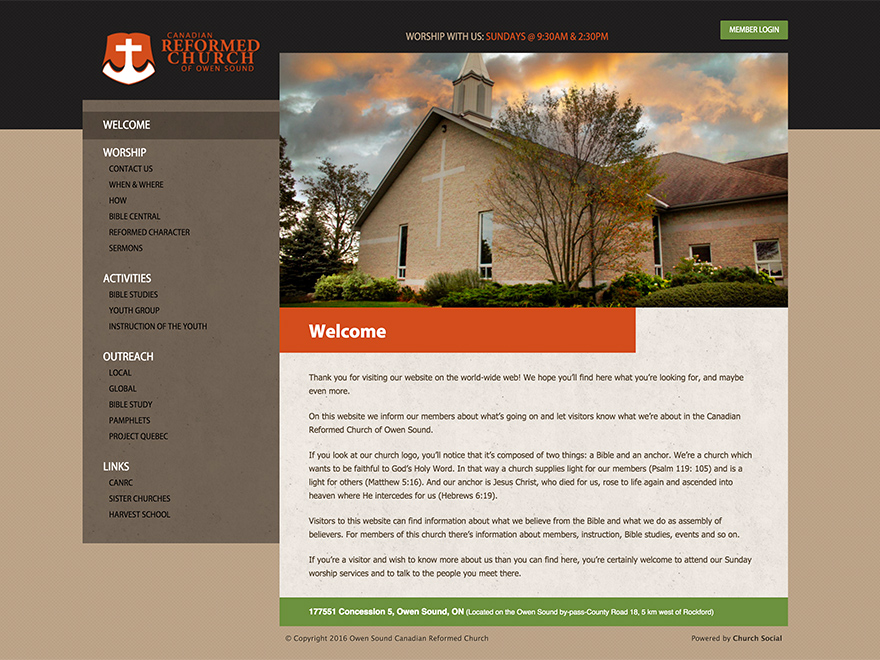 CANADIAN
REFORMED
CHURCH
OF OWEN SOUND
WORSHIP WITH US: SUNDAYS @ 9:30AM & 2:30PM
MEMBER LOGIN
WELCOME
WORSHIP
CONTACT US
WHEN & WHERE
HOW
BIBLE CENTRAL
REFORMED CHARACTER
SERMONS
ACTIVITIES
BIBLE STUDIES
YOUTH GROUP
INSTRUCTION OF THE YOUTH
OUTREACH
LOCAL
GLOBAL
BIBLE STUDY
PAMPHLETS
PROJECT QUEBEC
LINKS
CANRC
SISTER CHURCHES
HARVEST SCHOOL
Welcome
Thank you for visiting our website on the world-wide web! We hope you'll find here what you're looking for, and maybe
even more.
On this website we inform our members about what's going on and let visitors know what we're about in the Canadian
Reformed Church of Owen Sound.
If you look at our church logo, you'll notice that it's composed of two things: a Bible and an anchor. We're a church which
wants to be faithful to God's Holy Word. In that way a church supplies light for our members (Psalm 119: 105) and is a
light for others (Matthew 5:16). And our anchor is Jesus Christ, who died for us, rose to life again and ascended into
heaven where He intercedes for us (Hebrews 6:19).
Visitors to this website can find information about what we believe from the Bible and what we do as assembly of
believers. For members of this church there's information about members, instruction, Bible studies, events and so on.
If you're a visitor and wish to know more about us than you can find here, you're certainly welcome to attend our Sunday
worship services and to talk to the people you meet there.
177551 Concession 5, Owen Sound, ON (Located on the Owen Sound by-pass-County Road 18, 5 km west of Rockford)
© Copyright 2016 Owen Sound Canadian Reformed Church
Powered by Church Social